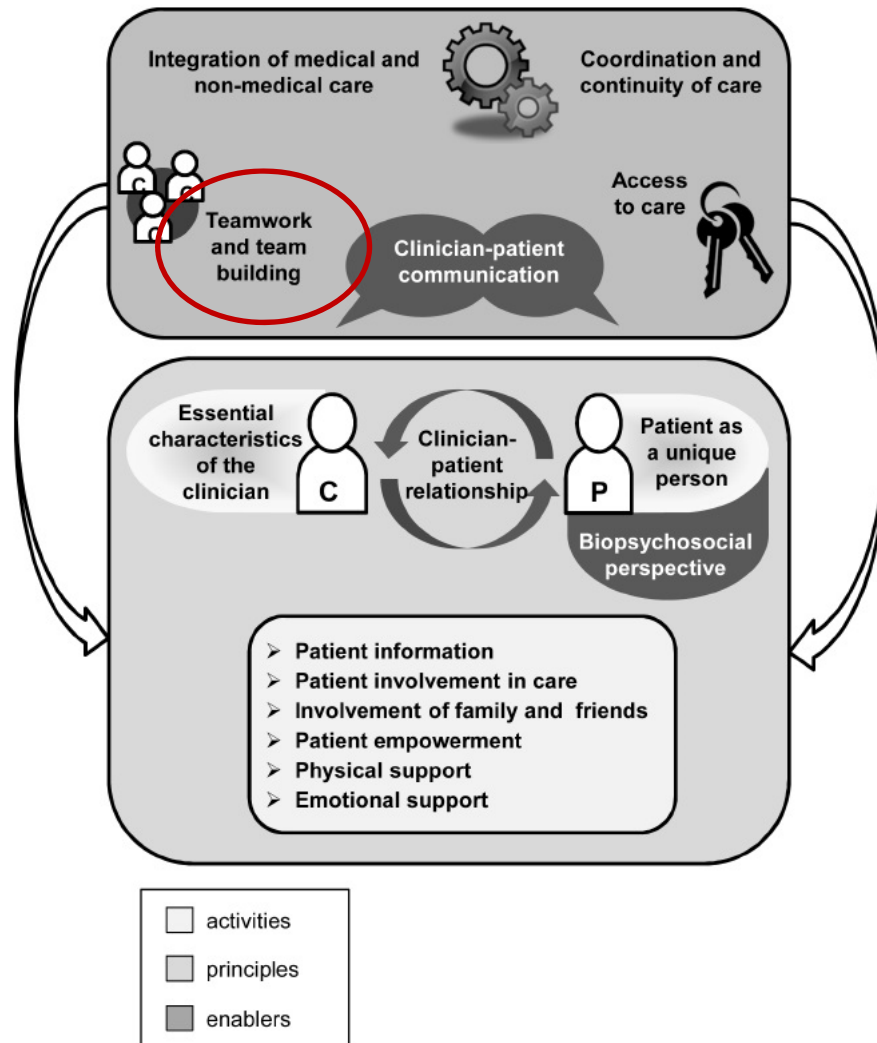 Integration of medical and
non-medical care
Coordination and
continuity of care
C
C
C
Teamwork
and team
building
Clinician-patient
communication
Access
to care
Essential
characteristics
of the
clinician
C
Clinician-
patient
relationship
P
Patient as
a unique
person
Biopsychosocial
perspective
➢ Patient information
➢ Patient involvement in care
➢ Involvement of family and friends
➢ Patient empowerment
➢ Physical support
➢ Emotional support
activities
principles
enablers